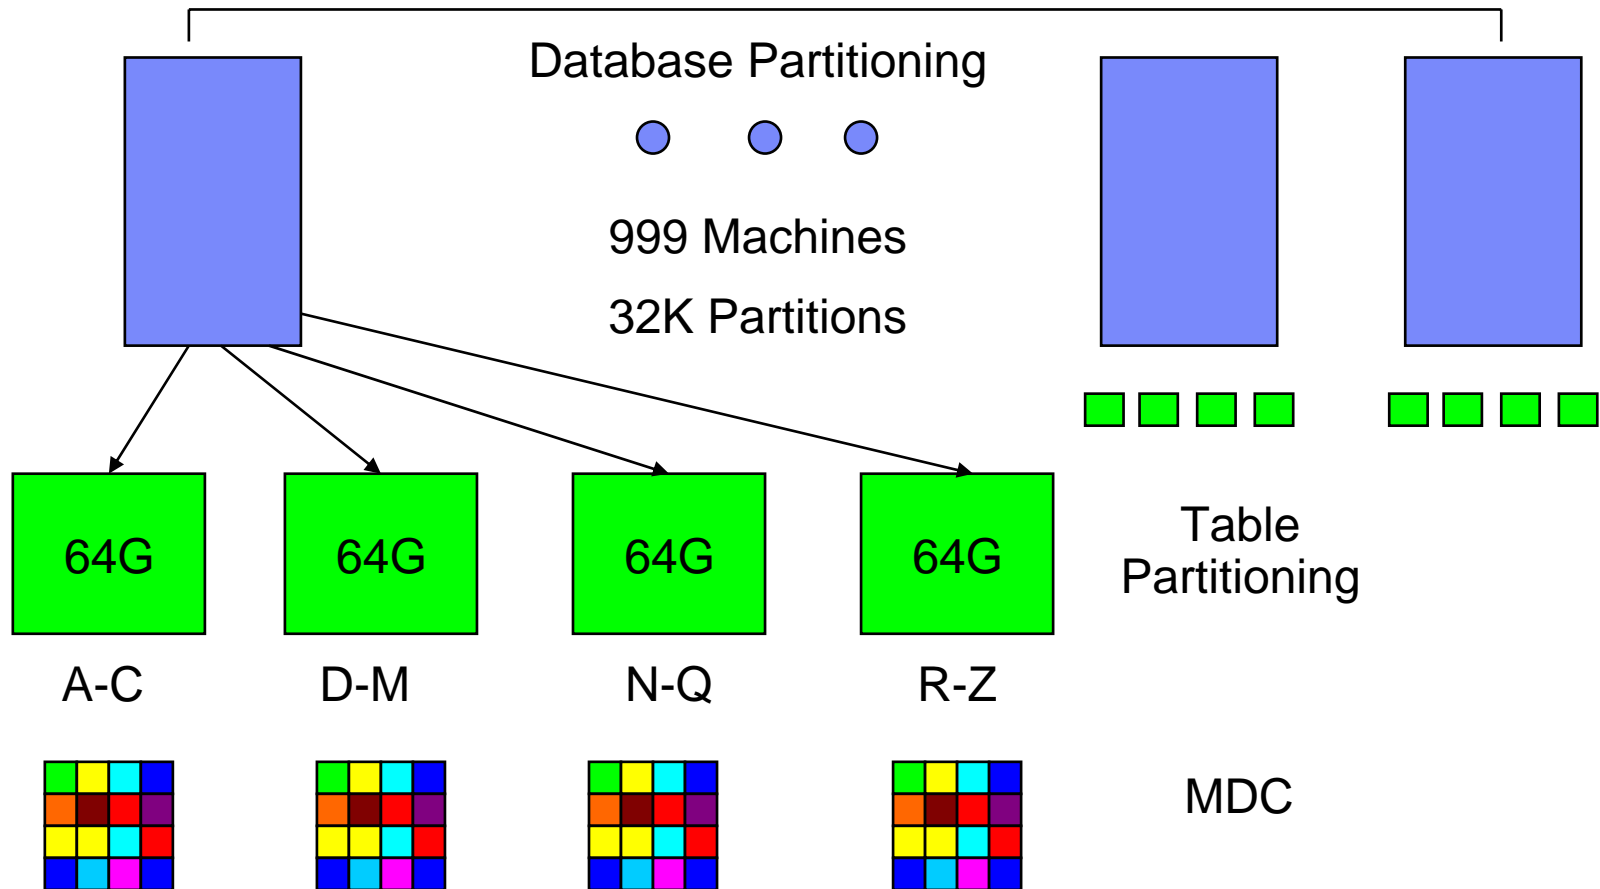 Database Partitioning
999 Machines
32K Partitions
64G
64G
64G
64G
Table
Partitioning
A-C
D-M
N-Q
R-Z
MDC